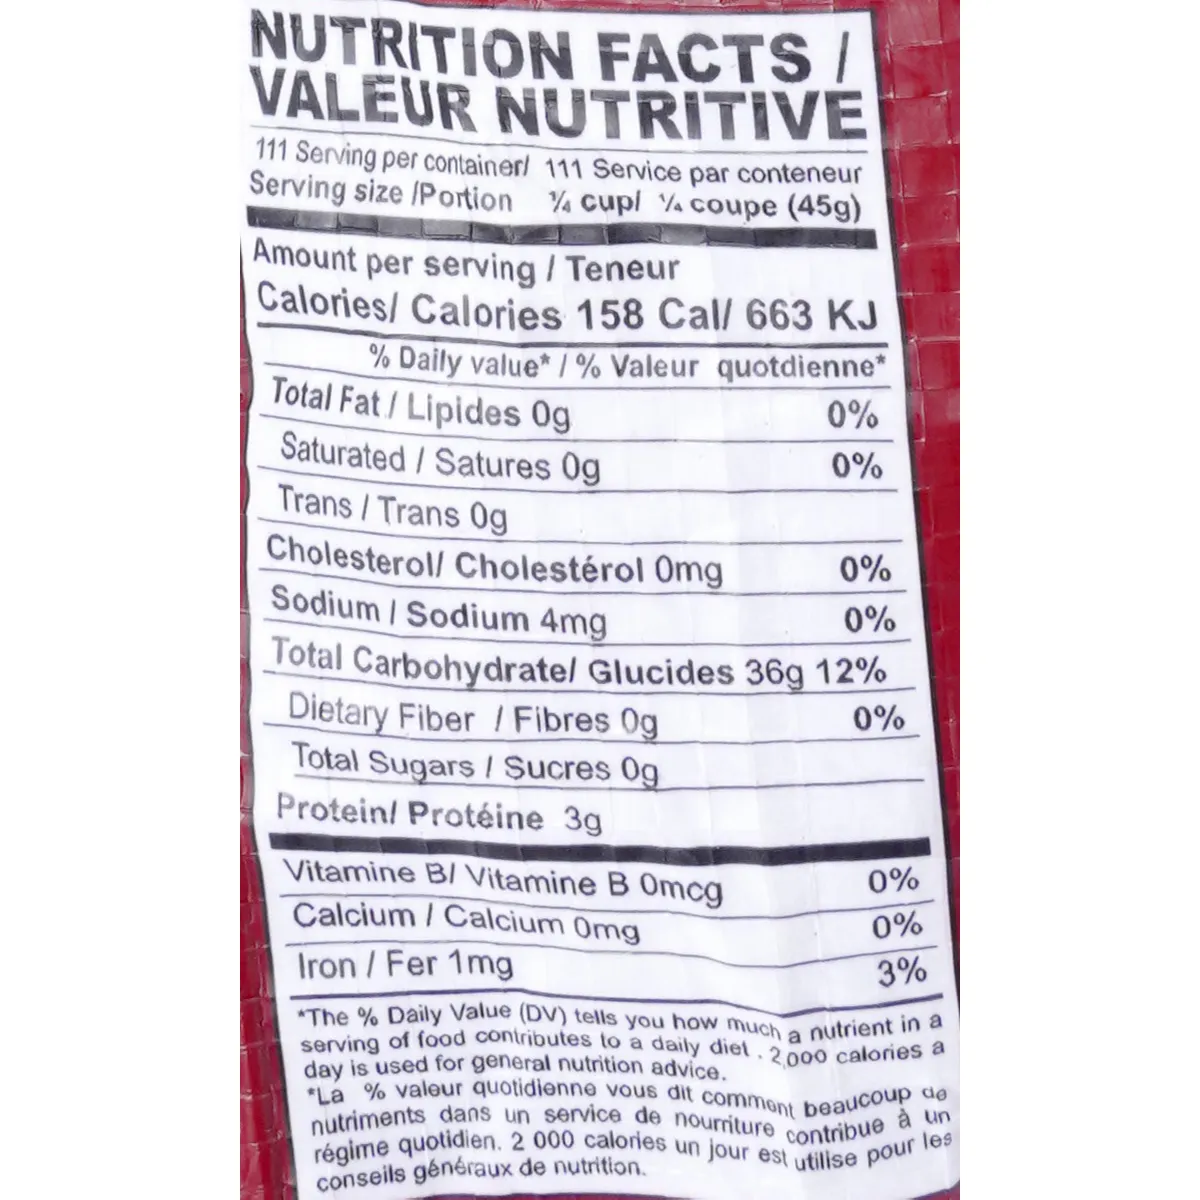 NUTRITION FACTS /
VALEUR NUTRITIVE
111 Serving per container/ 111 Service par conteneur
Serving size /Portion ¼ cup/ ¼ coupe (45g)
Amount per serving / Teneur
Calories/ Calories 158 Cal/ 663 KJ
% Daily value* / % Valeur quotdienne*
Total Fat / Lipides 0g 0%
Saturated / Satures 0g 0%
Trans / Trans 0g
Cholesterol/ Cholestérol 0mg 0%
Sodium / Sodium 4mg 0%
Total Carbohydrate/ Glucides 36g 12%
Dietary Fiber / Fibres 0g 0%
Total Sugars / Sucres 0g
Protein/ Protéine 3g
Vitamine B/ Vitamine B 0mcg 0%
Calcium / Calcium 0mg 0%
Iron / Fer 1mg 3%
*The % Daily Value (DV) tells you how much a nutrient in a
serving of food contributes to a daily diet . 2,000 calories a
day is used for general nutrition advice.
*La % valeur quotidienne vous dit comment beaucoup de
nutriments dans un service de nourriture contribue à un
régime quotidien. 2 000 calories un jour est utilise pour les
conseils généraux de nutrition.